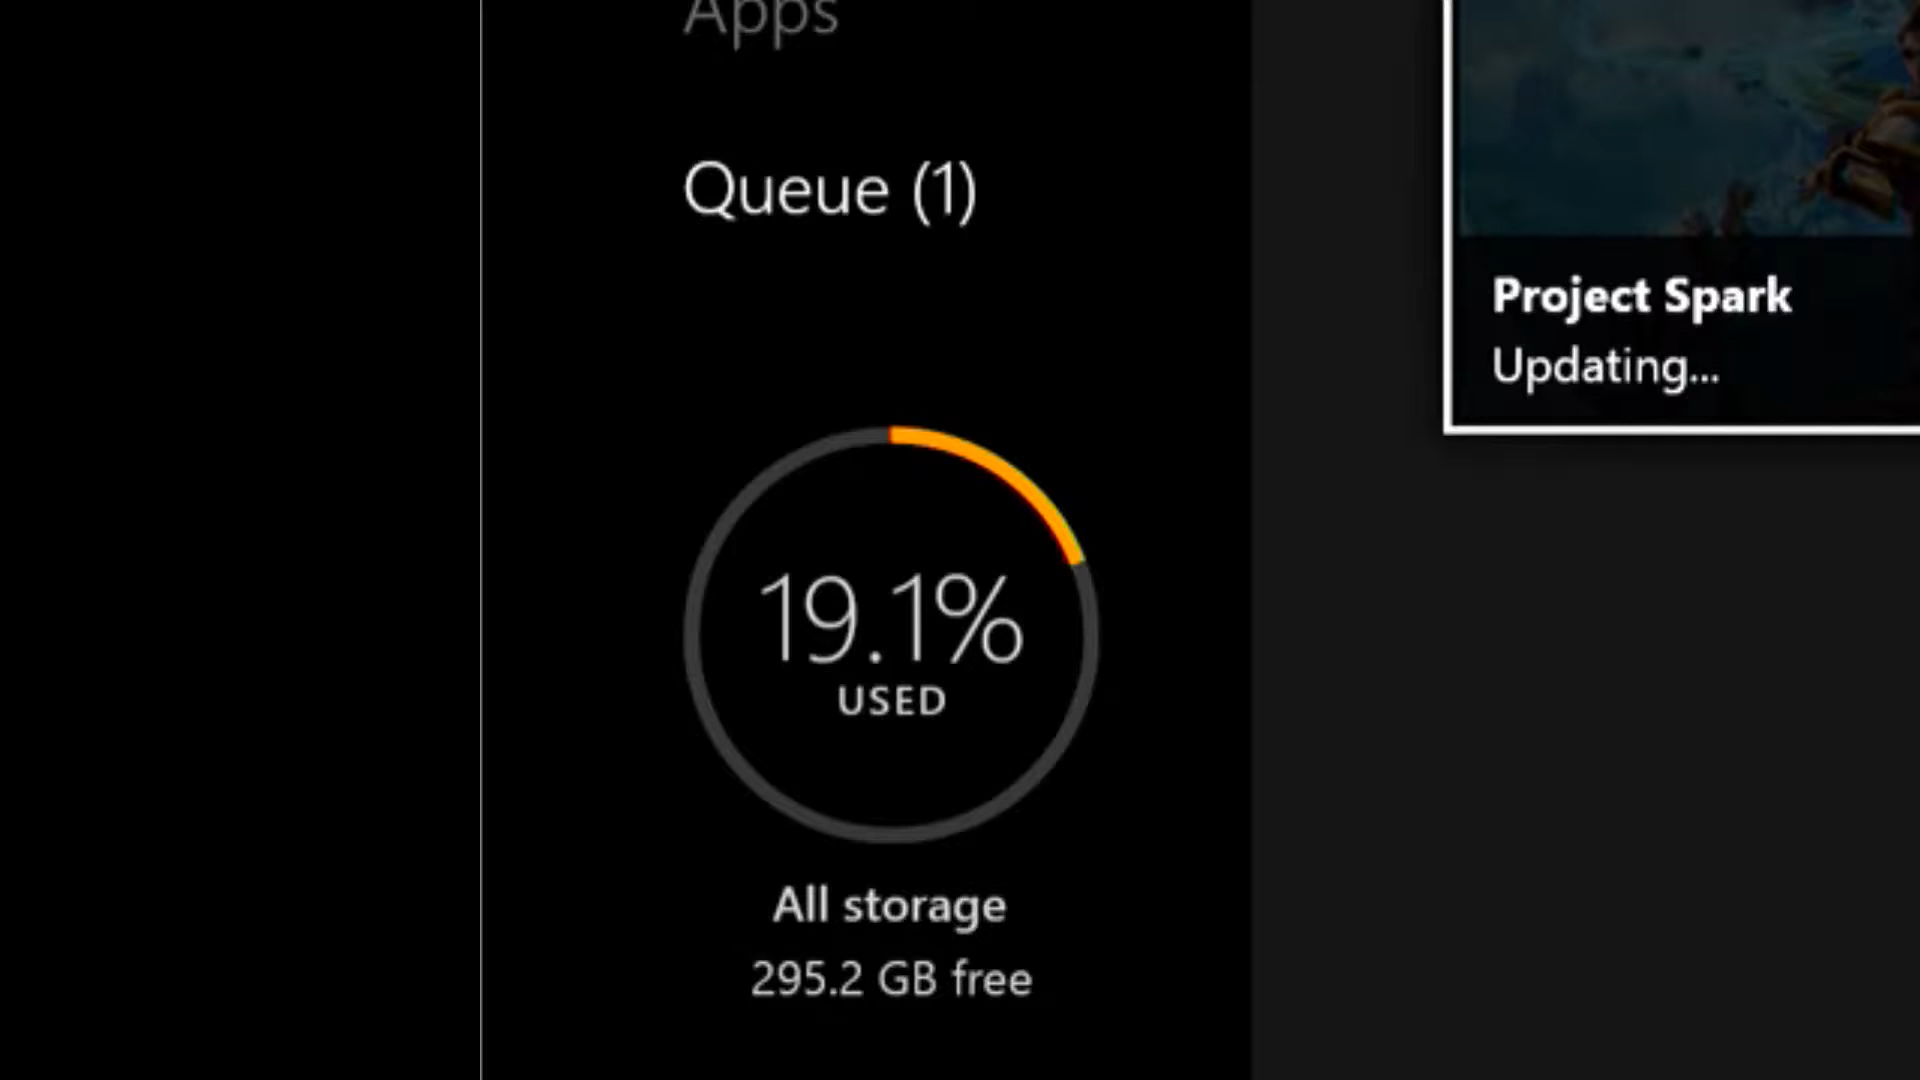 Apps
Queue (1)
Project Spark
Updating...
19.1%
USED
All storage
295.2 GB free